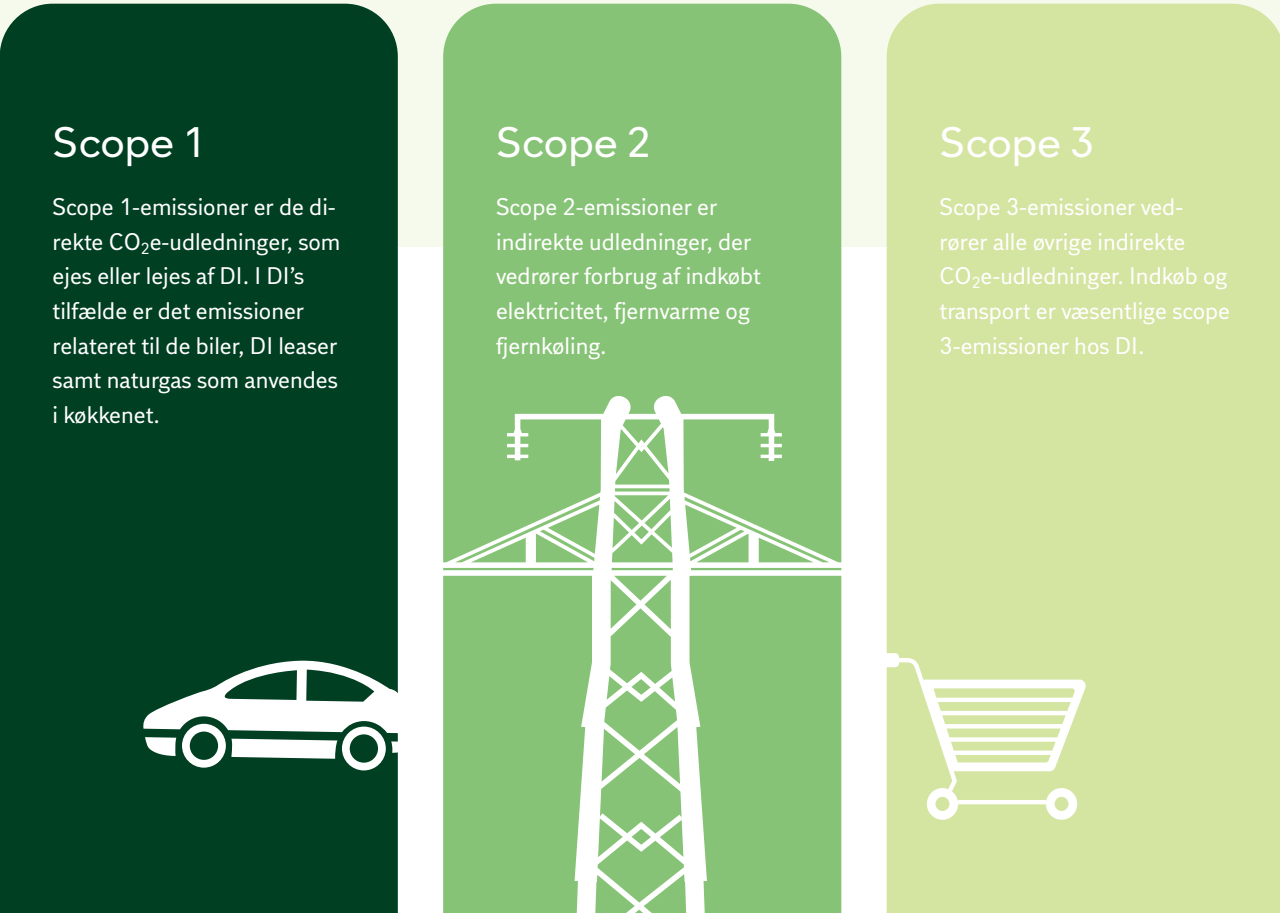 Scope 1
Scope 1-emissioner er de di-
rekte CO₂e-udledninger, som
ejes eller lejes af DI. I DI’s
tilfælde er det emissioner
relateret til de biler, DI leaser
samt naturgas som anvendes
i køkkenet.
Scope 2
Scope 2-emissioner er
indirekte udledninger, der
vedrører forbrug af indkøbt
elektricitet, fjernvarme og
fjernkøling.
Scope 3
Scope 3-emissioner ved-
rører alle øvrige indirekte
CO₂e-udledninger. Indkøb og
transport er væsentlige scope
3-emissioner hos DI.